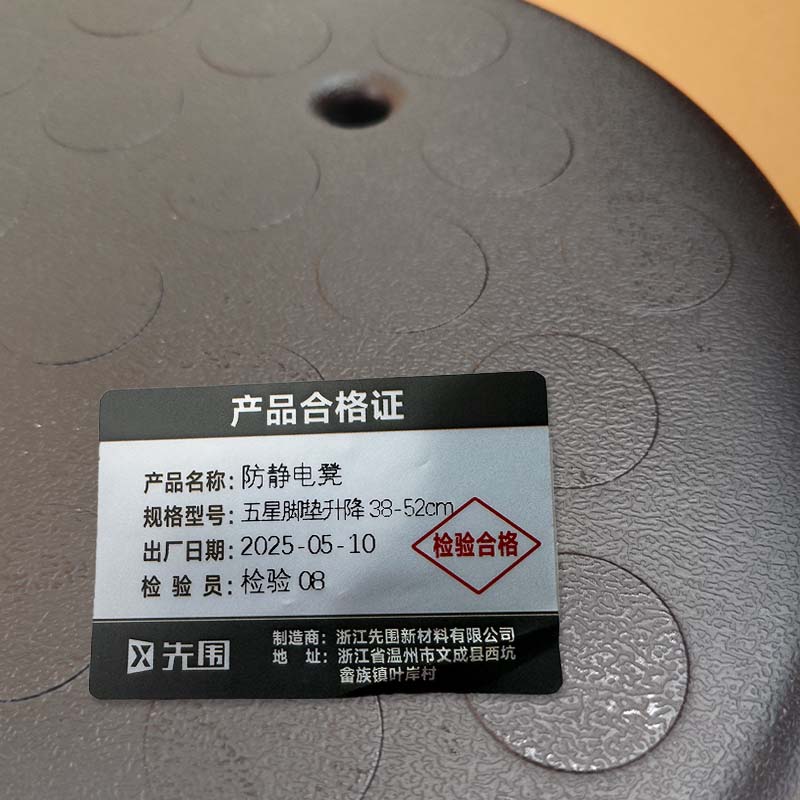 产品合格证
产品名称：防静电凳
规格型号：五星脚垫升降 38-52cm
出厂日期：2025-05-10
检验员：检验 08
检验合格
先围
制造商：浙江先围新材料有限公司
地 址：浙江省温州市文成县西坑
畲族镇叶岸村